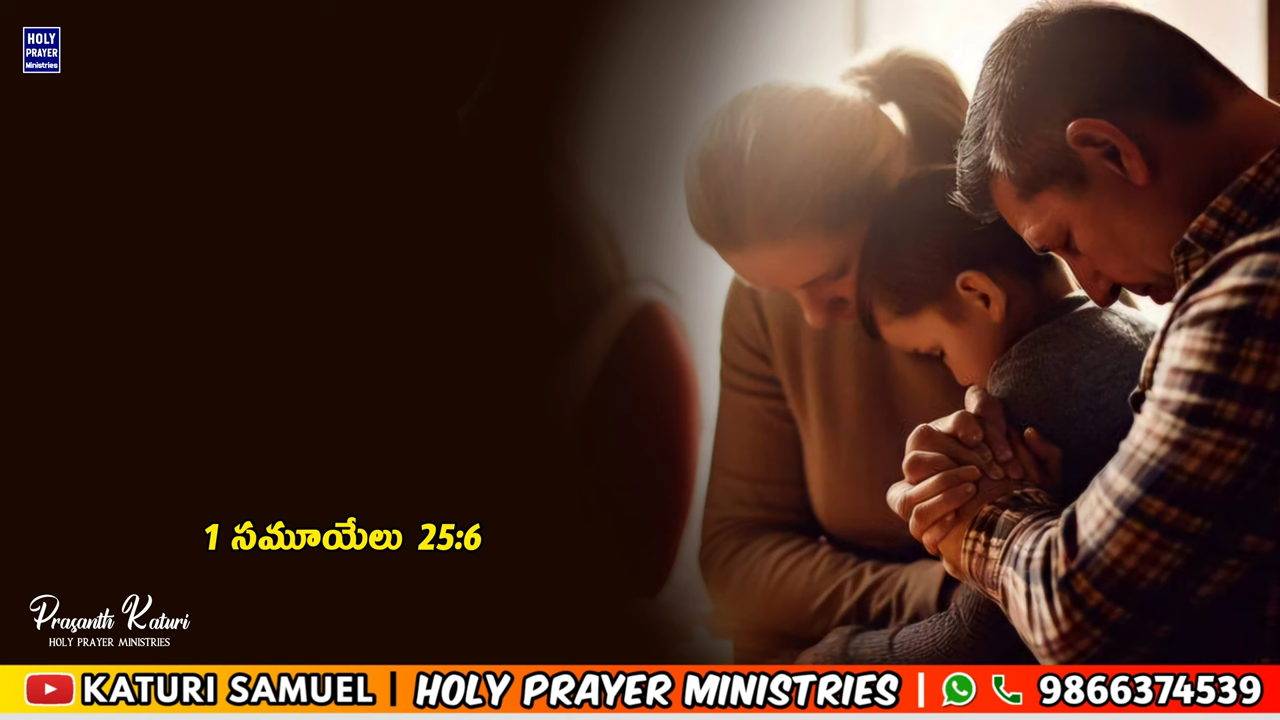 HOLY
PRAYER
Ministries
1 సమూయేలు 25:6
Prasanth Katuri
HOLY PRAYER MINISTRIES
KATURI SAMUEL | HOLY PRAYER MINISTRIES | 9866374539